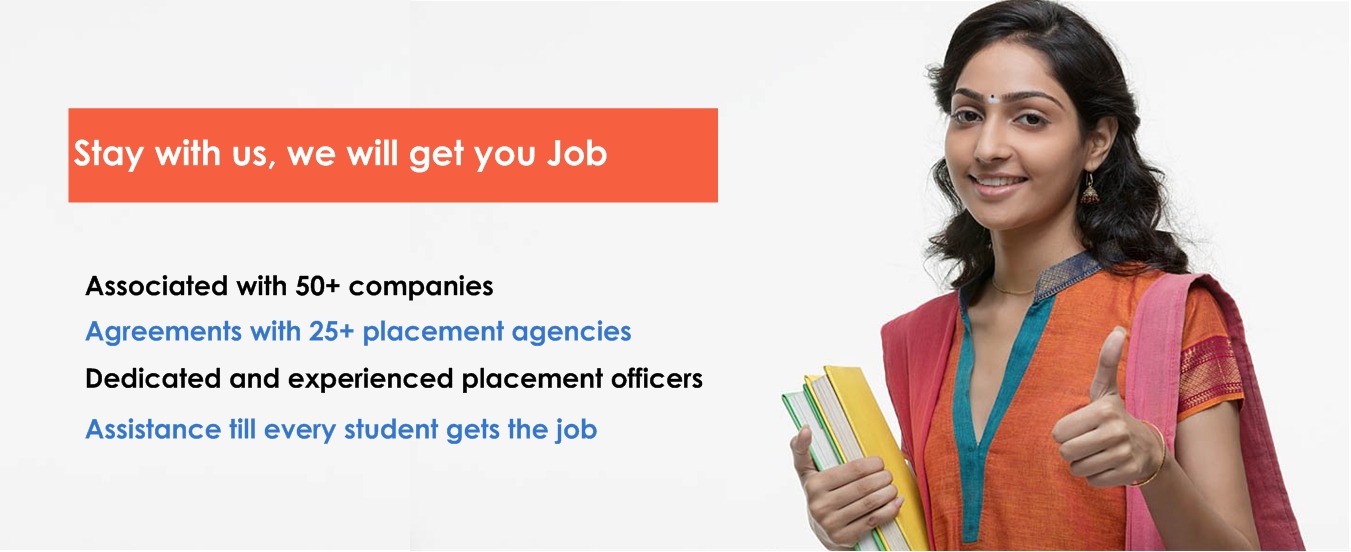 Stay with us, we will get you Job
Associated with 50+ companies
Agreements with 25+ placement agencies
Dedicated and experienced placement officers
Assistance till every student gets the job